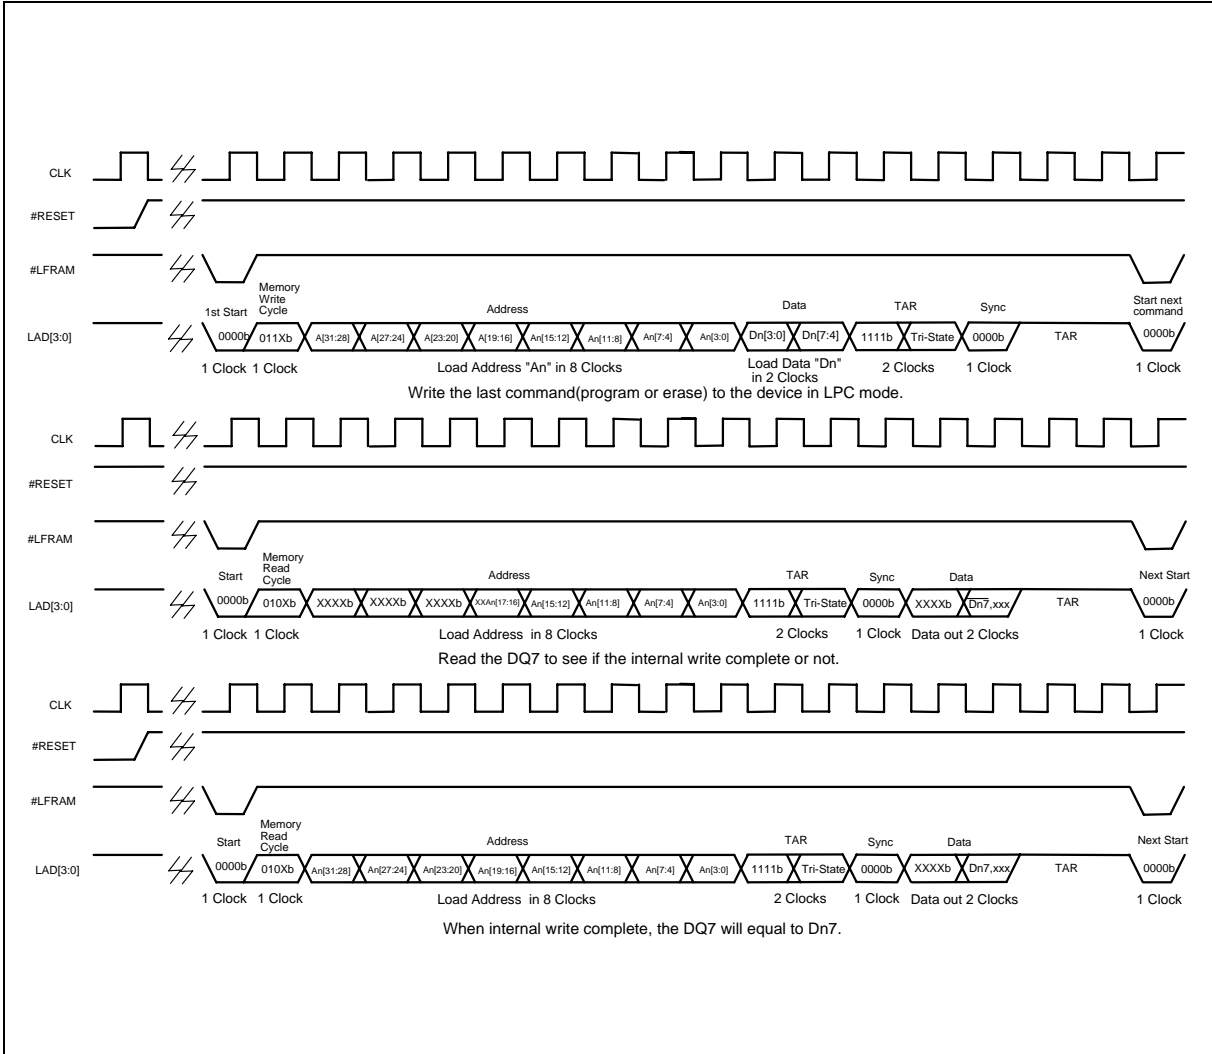 CLK
#RESET
#LFRAM
Memory
Write
Cycle
1st Start Address Data TAR Sync Start next
command
LAD[3:0] 0000b 011Xb A[31:28] A[27:24] A[23:20] A[19:16] An[15:12] An[11:8] An[7:4] An[3:0] Dn[3:0] Dn[7:4] 1111b Tri-State 0000b TAR 0000b
1 Clock 1 Clock Load Address "An" in 8 Clocks Load Data "Dn"
in 2 Clocks 2 Clocks 1 Clock 1 Clock
Write the last command(program or erase) to the device in LPC mode.
CLK
#RESET
#LFRAM
Memory
Read
Cycle
Start Address TAR Sync Data Next Start
LAD[3:0] 0000b 010Xb XXXXb XXXXb XXXXb XXAn[17:16] An[15:12] An[11:8] An[7:4] An[3:0] 1111b Tri-State 0000b XXXXb D̅n̅7̅,xxx TAR 0000b
1 Clock 1 Clock Load Address in 8 Clocks 2 Clocks 1 Clock Data out 2 Clocks 1 Clock
Read the DQ7 to see if the internal write complete or not.
CLK
#RESET
#LFRAM
Memory
Read
Cycle
Start Address TAR Sync Data Next Start
LAD[3:0] 0000b 010Xb An[31:28] An[27:24] An[23:20] An[19:16] An[15:12] An[11:8] An[7:4] An[3:0] 1111b Tri-State 0000b XXXXb Dn7,xxx TAR 0000b
1 Clock 1 Clock Load Address in 8 Clocks 2 Clocks 1 Clock Data out 2 Clocks 1 Clock
When internal write complete, the DQ7 will equal to Dn7.